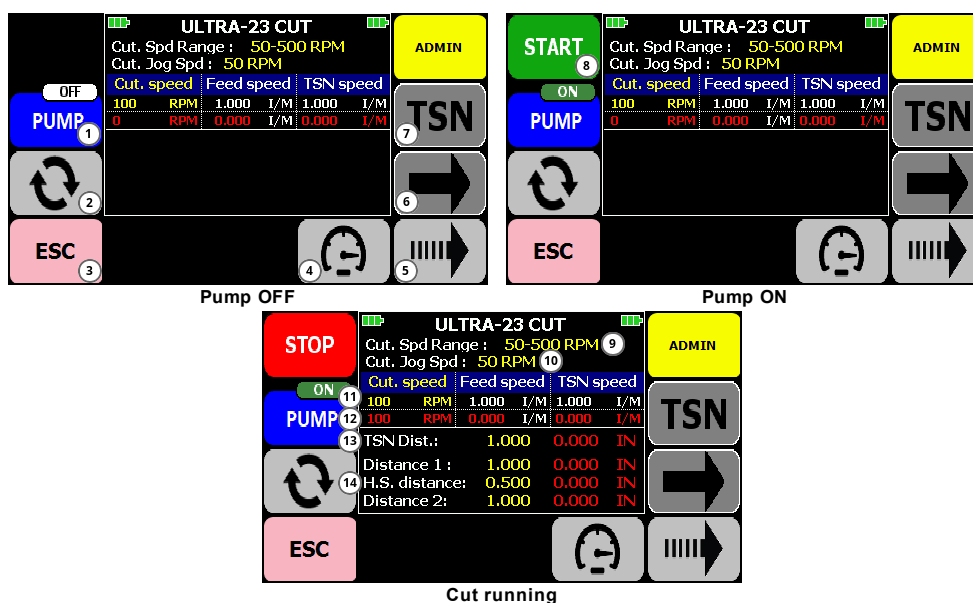 ULTRA-23 CUT
Cut. Spd Range : 50-500 RPM
Cut. Jog Spd : 50 RPM
ADMIN
Cut. speed Feed speed TSN speed
OFF
100 RPM 1.000 I/M 1.000 I/M
0 RPM 0.000 I/M 0.000 I/M
PUMP 1
7 TSN
2
6
ESC 3
4
5
Pump OFF
START 8
ULTRA-23 CUT
Cut. Spd Range : 50-500 RPM
Cut. Jog Spd : 50 RPM
ADMIN
Cut. speed Feed speed TSN speed
ON
100 RPM 1.000 I/M 1.000 I/M
0 RPM 0.000 I/M 0.000 I/M
PUMP
TSN
ESC
Pump ON
STOP
ULTRA-23 CUT
Cut. Spd Range : 50-500 RPM 9
Cut. Jog Spd : 50 RPM 10
ADMIN
Cut. speed Feed speed TSN speed
ON 11
100 RPM 1.000 I/M 1.000 I/M
PUMP 12
100 RPM 0.000 I/M 0.000 I/M
TSN
13 TSN Dist.: 1.000 0.000 IN
Distance 1 : 1.000 0.000 IN
14 H.S. distance: 0.500 0.000 IN
Distance 2: 1.000 0.000 IN
ESC
Cut running